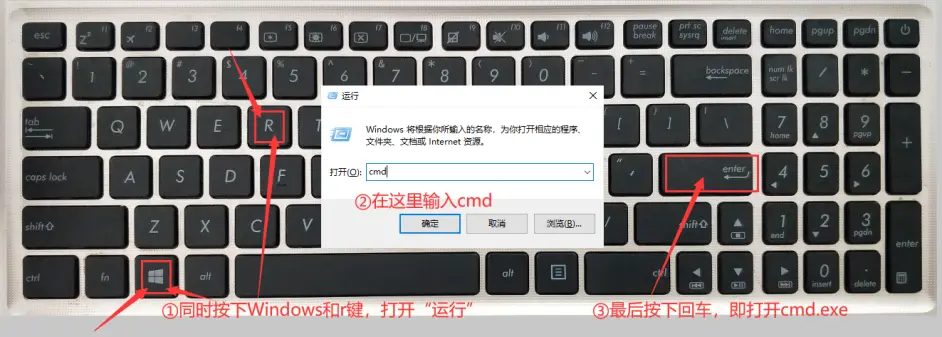 esc
f1
f2
f3
f4
f5
f6
f7
f8
f9
f10
f11
f12
pause break
prt sc sysrq
delete insert
home
pgup
pgdn
~ `
! 1
@ 2
# 3
$ 4
% 5
^ 6
& 7
* 8
( 9
) 0
+ =
backspace
num lk scr lk
/
*
-
tab
Q
W
E
R
T
{ [
} ]
| \
7 home
8
9 pgup
+
caps lock
A
S
D
F
enter
4
5
6
shift
Z
X
C
V
shift
1 end
2
3 pgdn
enter
ctrl
fn
alt
alt
ctrl
0 insert
. delete
运行
Windows 将根据你所输入的名称,为你打开相应的程序、
文件夹、文档或 Internet 资源。
打开(O):
cmd
②在这里输入cmd
确定
取消
浏览(B)...
①同时按下Windows和r键,打开“运行”
③最后按下回车,即打开cmd.exe